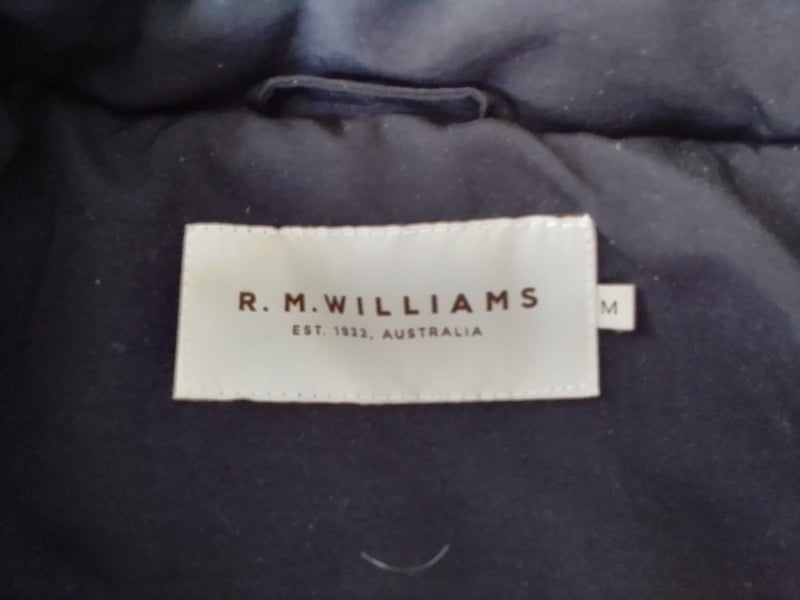 R. M. WILLIAMS
EST. 1932, AUSTRALIA
M